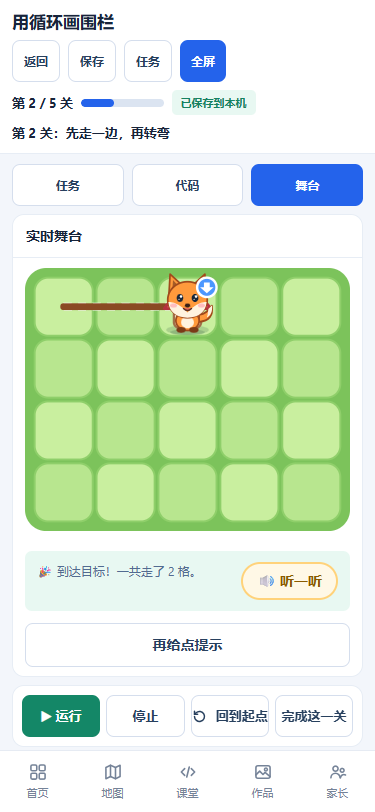 用循环画围栏
返回 保存 任务 全屏
第 2 / 5 关 已保存到本机
第 2 关：先走一边，再转弯
任务 代码 舞台
实时舞台
🎉 到达目标！一共走了 2 格。 🔊 听一听
再给点提示
▶ 运行 停止 回到起点 完成这一关
首页 地图 课堂 作品 家长